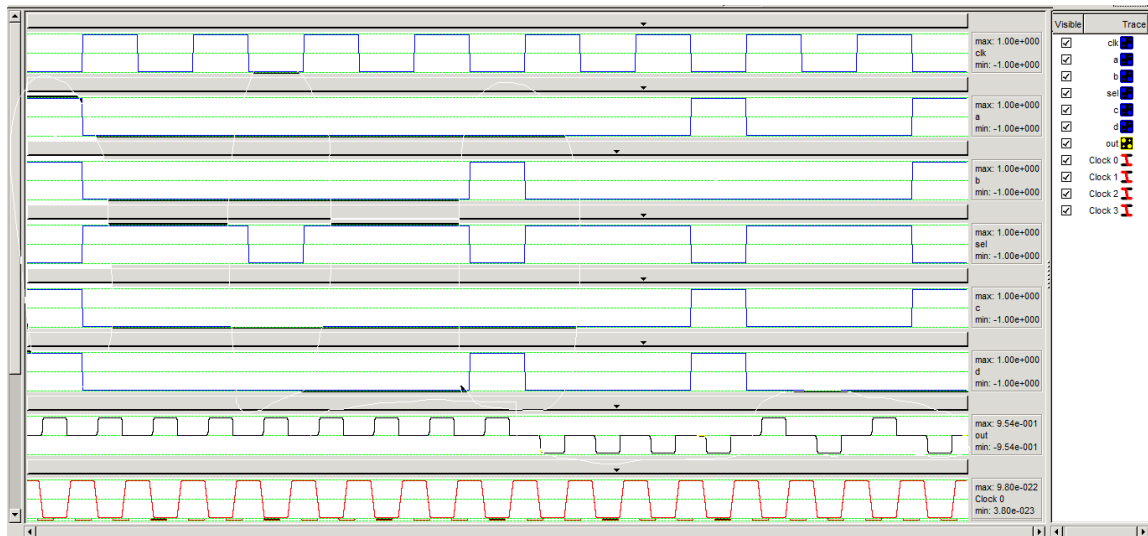 Visible Trace
max: 1.00e+000
clk
min: -1.00e+000
max: 1.00e+000
a
min: -1.00e+000
max: 1.00e+000
b
min: -1.00e+000
max: 1.00e+000
sel
min: -1.00e+000
max: 1.00e+000
c
min: -1.00e+000
max: 1.00e+000
d
min: -1.00e+000
max: 9.54e-001
out
min: -9.54e-001
max: 9.80e-022
Clock 0
min: 3.80e-023
clk
a
b
sel
c
d
out
Clock 0
Clock 1
Clock 2
Clock 3